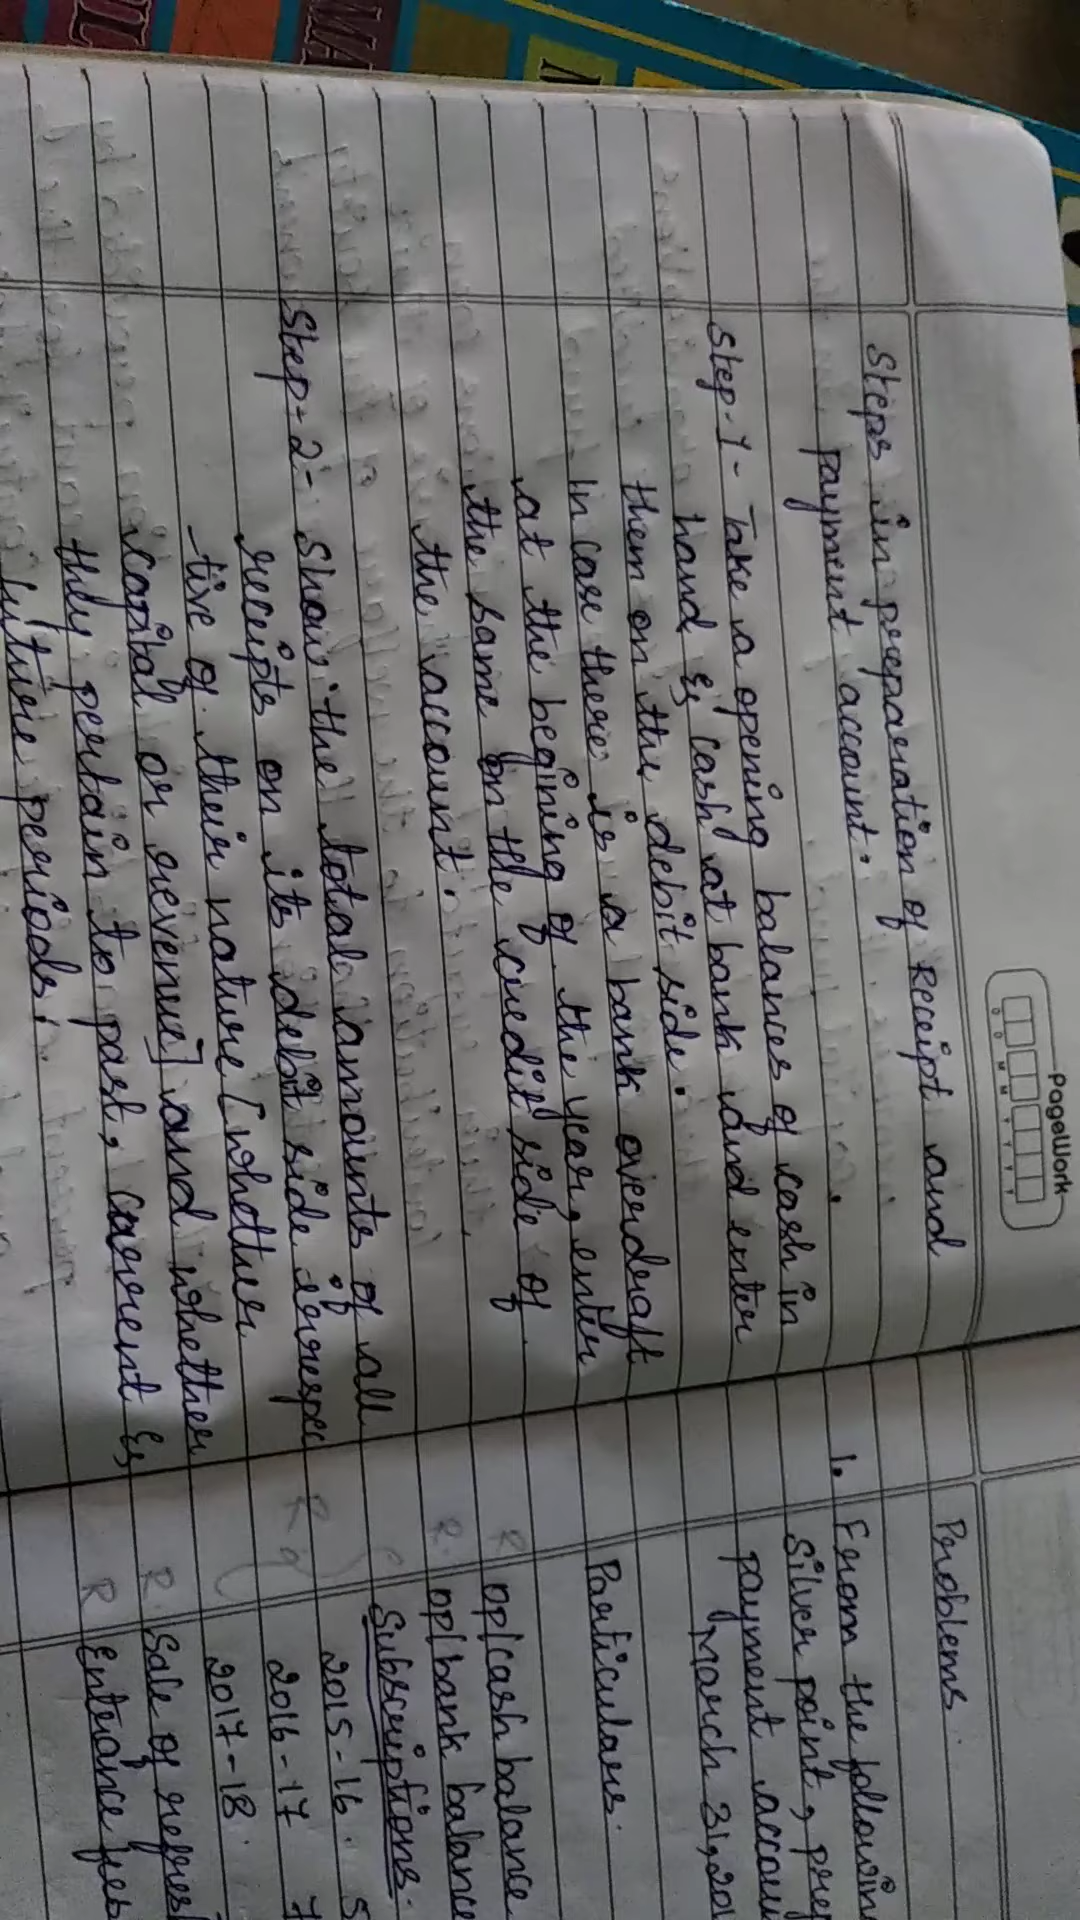 PageWork
D D M M Y Y Y Y
Steps in preparation of Receipt and
payment account.
Step-1- Take a opening balances of cash in
hand & cash at bank and enter
them on the debit side.
In case there is a bank overdraft
at the begining of the year, enter
the same on the credit side of
the account.
Step-2- Show the total amounts of all
receipts on its debit side irrespec
-tive of their nature [whether
capital or revenue] and whether
they pertain to past, current &
future periods.
Problems
1. From the followin
Silver point, prep
payment accou
March 31, 201
Particulars.
R op/cash balance
R op/bank balance
Subscriptions.
2015-16. 5
2016-17 7
2017-18.
R Sale of refres
R Entrance fees